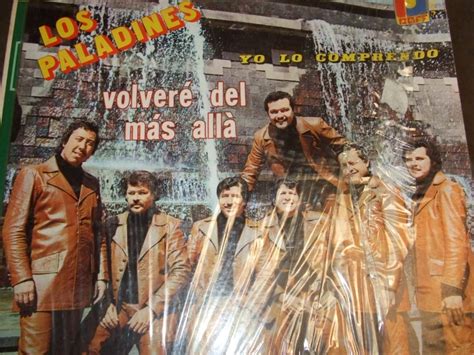 LOS
PALADINES
YO LO COMPRENDO
volveré del
más allà